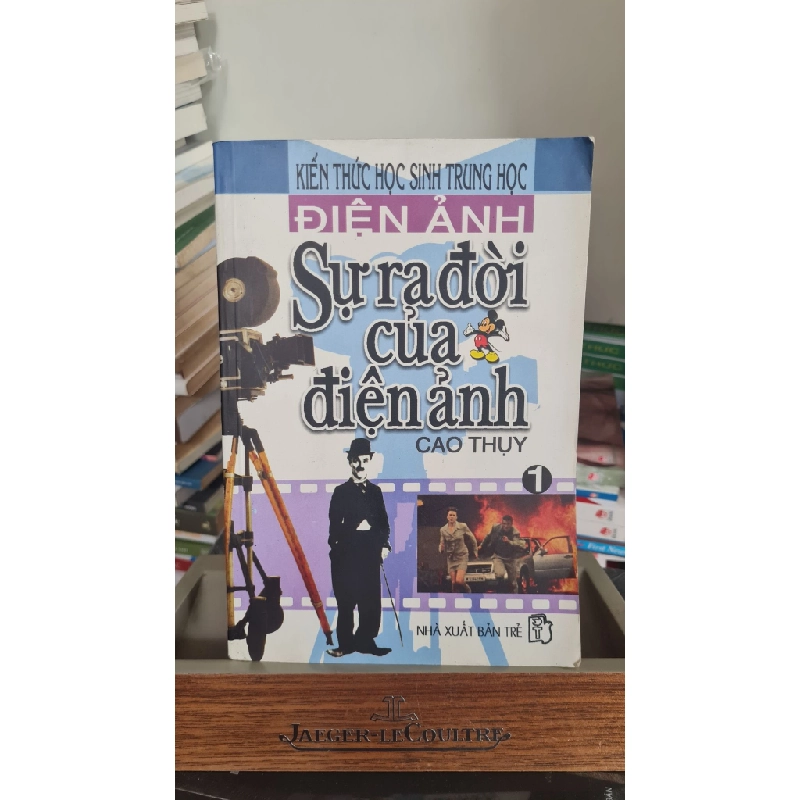 KIẾN THỨC HỌC SINH TRUNG HỌC
ĐIỆN ẢNH
Sự ra đời
của
điện ảnh
CAO THỤY
1
NHÀ XUẤT BẢN TRẺ
JAEGER-LECOULTRE